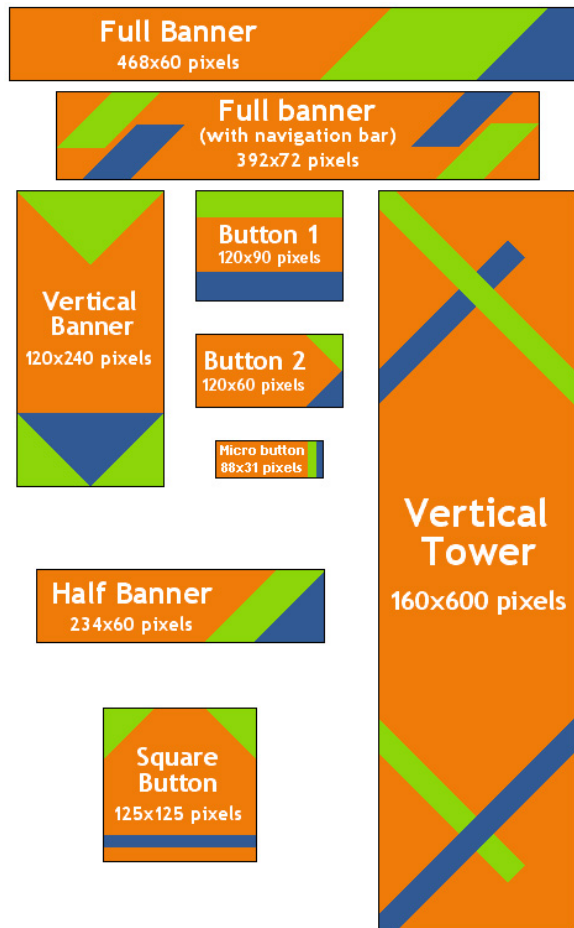 Full Banner
468x60 pixels
Full banner
(with navigation bar)
392x72 pixels
Vertical
Banner
120x240 pixels
Button 1
120x90 pixels
Button 2
120x60 pixels
Micro button
88x31 pixels
Vertical
Tower
160x600 pixels
Half Banner
234x60 pixels
Square
Button
125x125 pixels